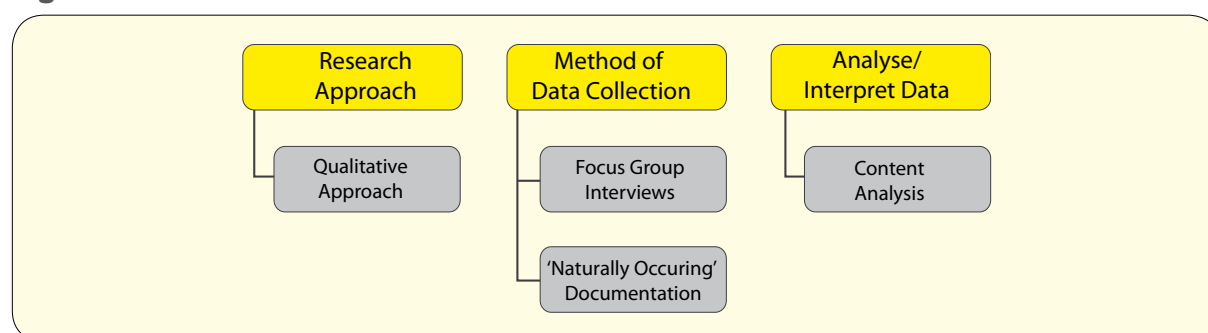 Research
Approach
Qualitative
Approach
Method of
Data Collection
Focus Group
Interviews
‘Naturally Occuring’
Documentation
Analyse/
Interpret Data
Content
Analysis